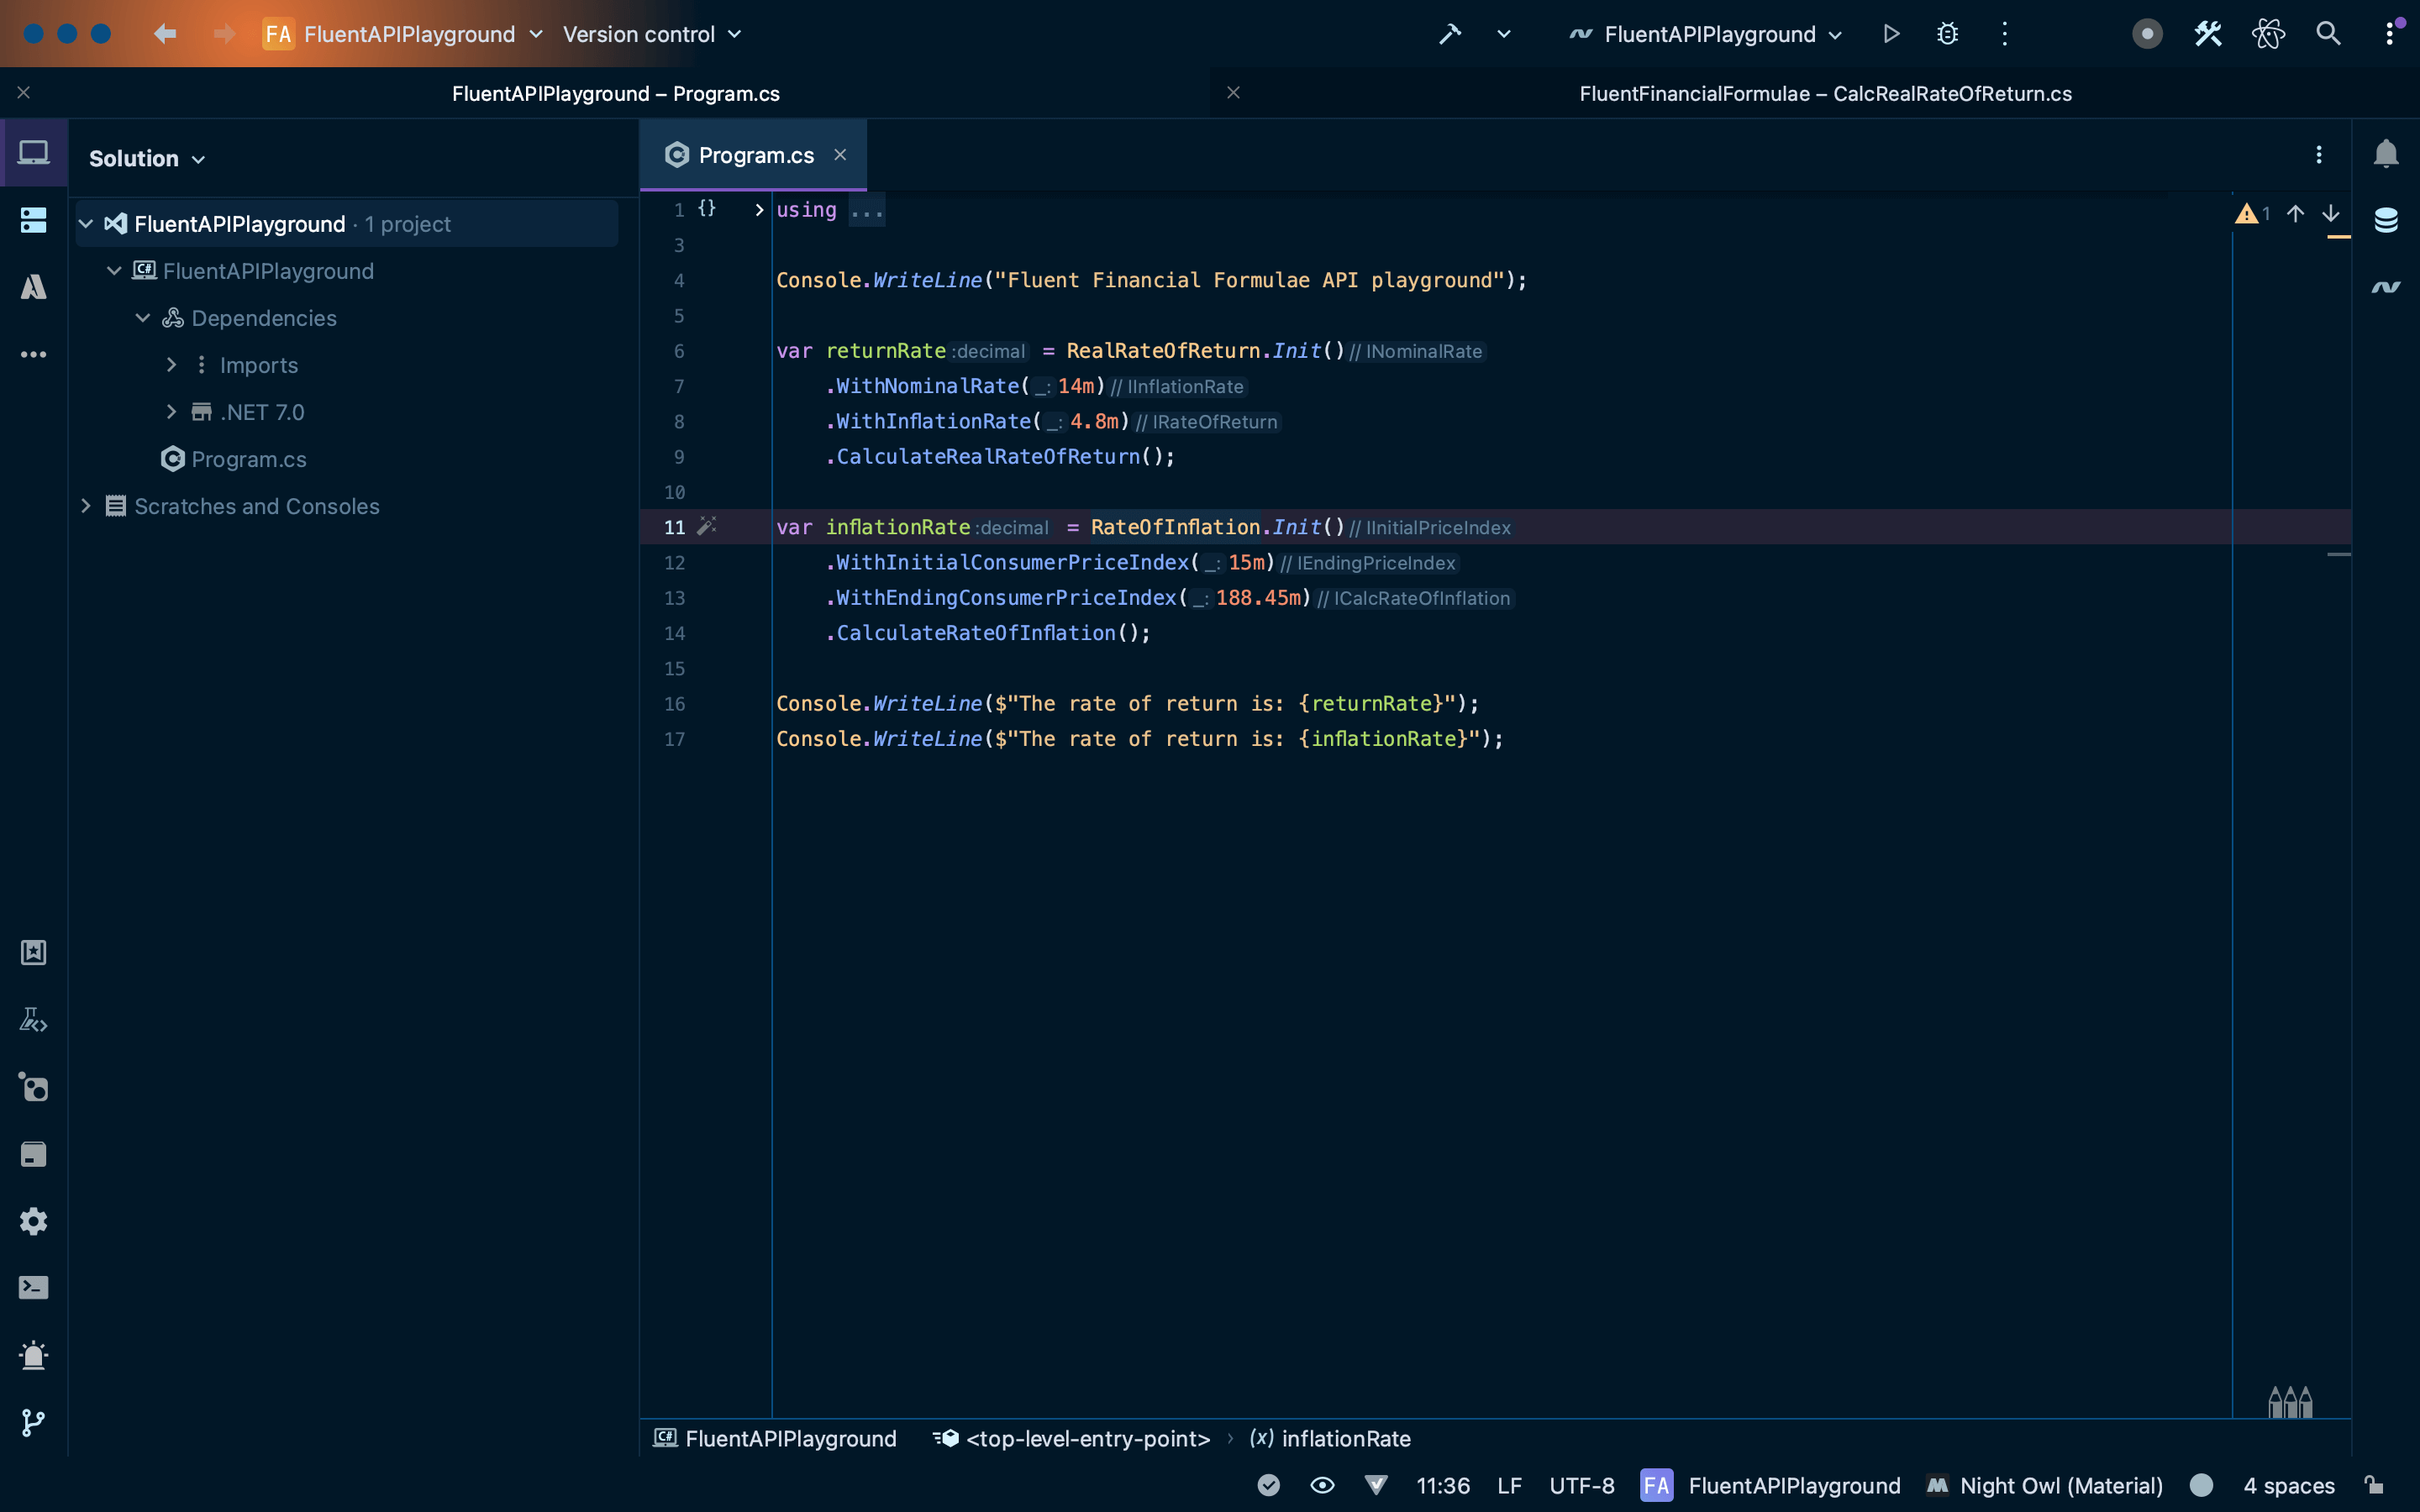 FA FluentAPIPlayground Version control FluentAPIPlayground
FluentAPIPlayground – Program.cs FluentFinancialFormulae – CalcRealRateOfReturn.cs
Solution
FluentAPIPlayground · 1 project
C# FluentAPIPlayground
Dependencies
Imports
.NET 7.0
Program.cs
Scratches and Consoles
Program.cs
1 {} using ...
3
4 Console.WriteLine("Fluent Financial Formulae API playground");
5
6 var returnRate :decimal = RealRateOfReturn.Init() // INominalRate
7 .WithNominalRate( _: 14m) // IInflationRate
8 .WithInflationRate( _: 4.8m) // IRateOfReturn
9 .CalculateRealRateOfReturn();
10
11 var inflationRate :decimal = RateOfInflation.Init() // IInitialPriceIndex
12 .WithInitialConsumerPriceIndex( _: 15m) // IEndingPriceIndex
13 .WithEndingConsumerPriceIndex( _: 188.45m) // ICalcRateOfInflation
14 .CalculateRateOfInflation();
15
16 Console.WriteLine($"The rate of return is: {returnRate}");
17 Console.WriteLine($"The rate of return is: {inflationRate}");
1
C# FluentAPIPlayground <top-level-entry-point> › (x) inflationRate
11:36 LF UTF-8 FA FluentAPIPlayground Night Owl (Material) 4 spaces